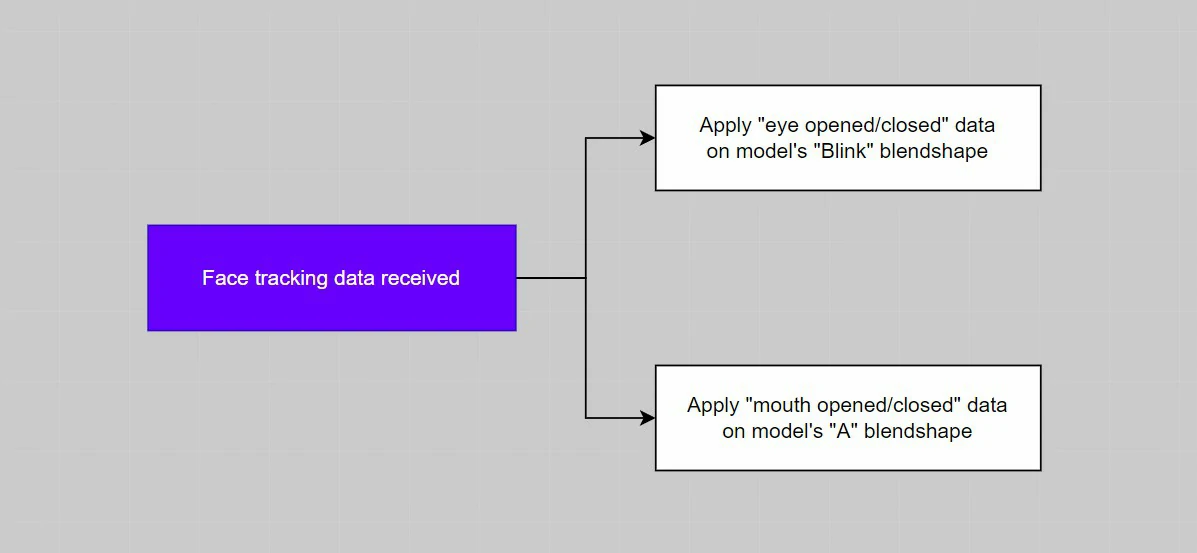 Apply "eye opened/closed" data
on model's "Blink" blendshape
Face tracking data received
Apply "mouth opened/closed" data
on model's "A" blendshape